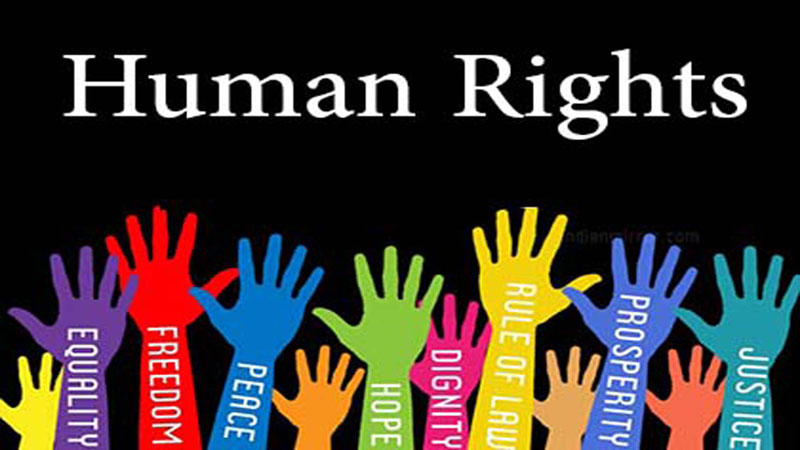 Human Rights
EQUALITY
FREEDOM
PEACE
HOPE
DIGNITY
RULE OF LAW
PROSPERITY
JUSTICE